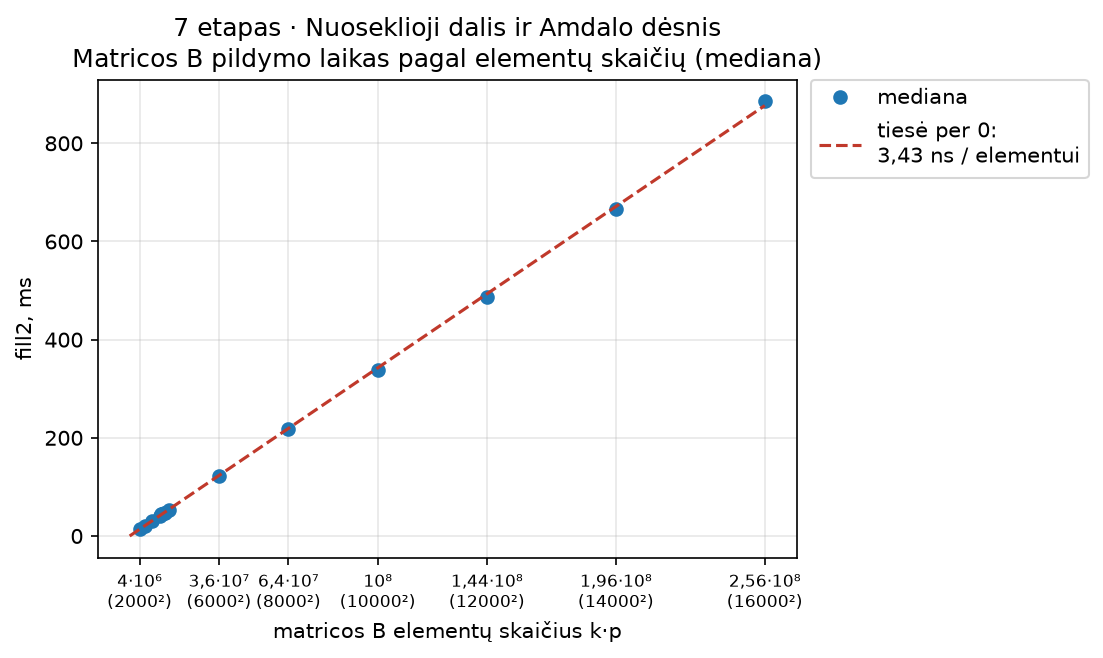 7 etapas · Nuoseklioji dalis ir Amdalo dėsnis
Matricos B pildymo laikas pagal elementų skaičių (mediana)
mediana
tiesė per 0:
3,43 ns / elementui
fill2, ms
800
600
400
200
0
4·10⁶ 3,6·10⁷ 6,4·10⁷ 10⁸ 1,44·10⁸ 1,96·10⁸ 2,56·10⁸
(2000²) (6000²) (8000²) (10000²) (12000²) (14000²) (16000²)
matricos B elementų skaičius k·p